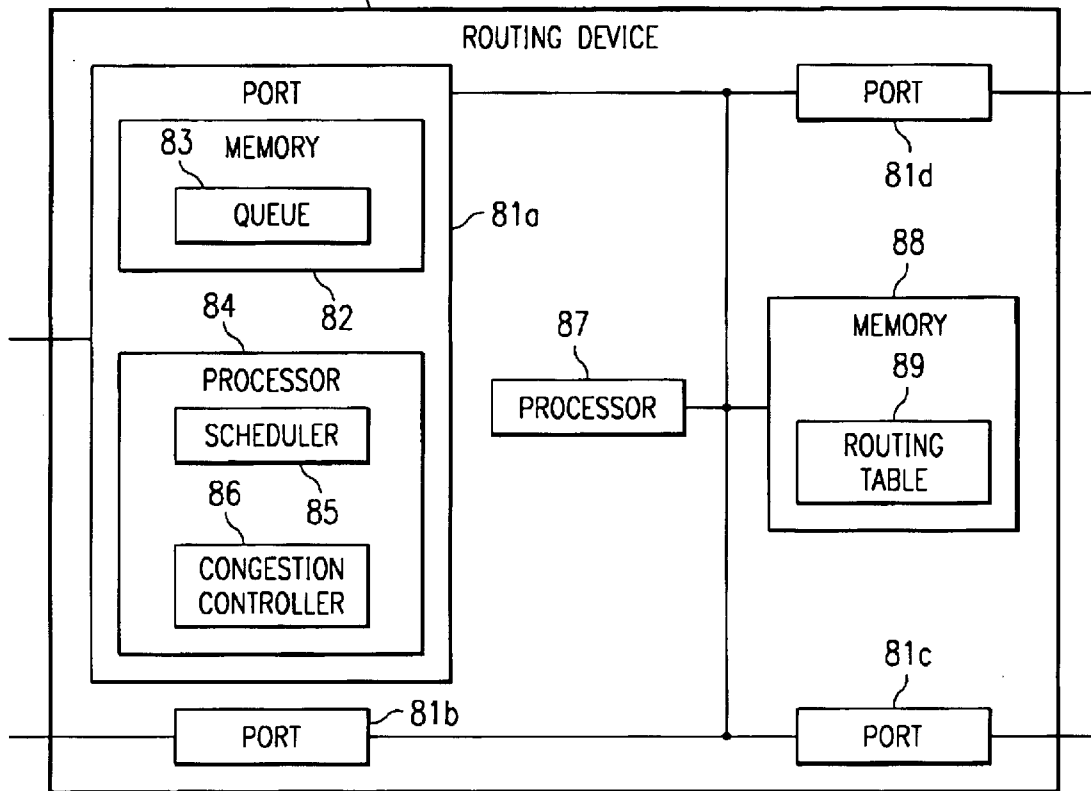 ROUTING DEVICE
PORT
MEMORY
83
QUEUE
82
81a
84
PROCESSOR
SCHEDULER
85
86
CONGESTION
CONTROLLER
PORT
81b
87
PROCESSOR
PORT
81d
88
MEMORY
89
ROUTING
TABLE
81c
PORT